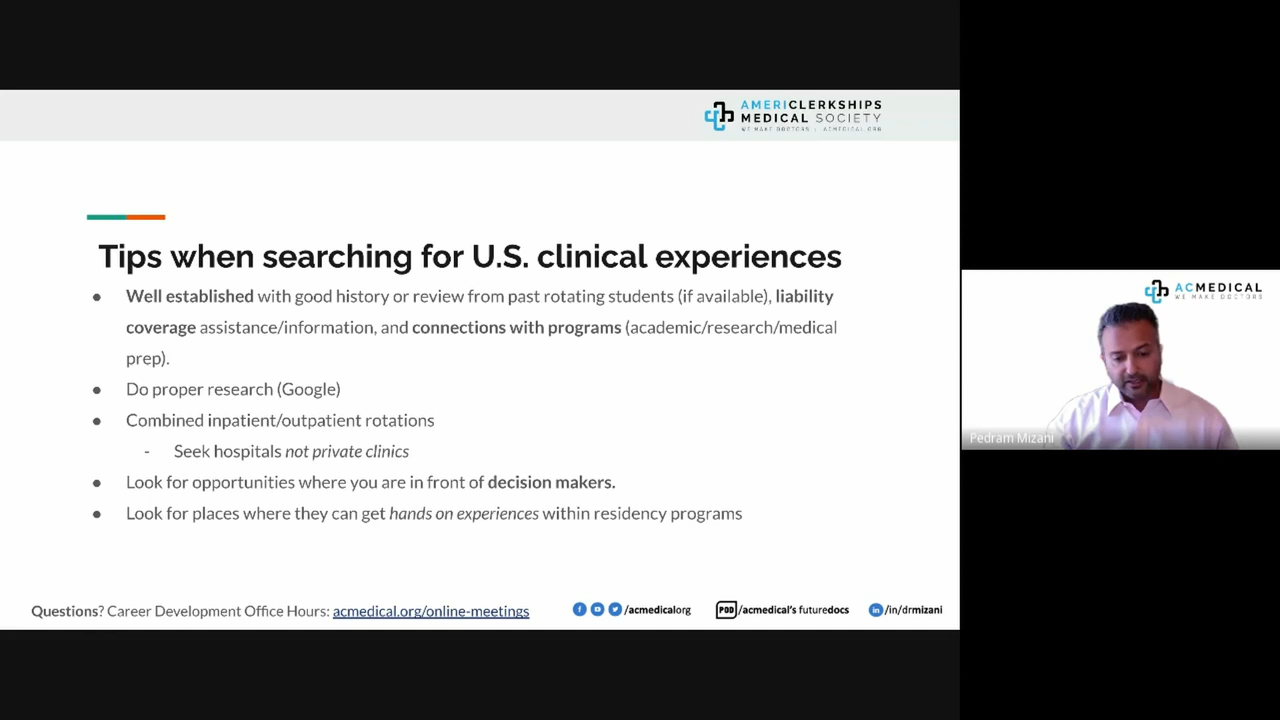 AMERICLERKSHIPS
MEDICAL SOCIETY
WE MAKE DOCTORS | ACMEDICAL.ORG
Tips when searching for U.S. clinical experiences
● Well established with good history or review from past rotating students (if available), liability
coverage assistance/information, and connections with programs (academic/research/medical
prep).
● Do proper research (Google)
● Combined inpatient/outpatient rotations
- Seek hospitals not private clinics
● Look for opportunities where you are in front of decision makers.
● Look for places where they can get hands on experiences within residency programs
Questions? Career Development Office Hours: acmedical.org/online-meetings
/acmedicalorg
POD/acmedical's futuredocs
in/in/drmizani
ACMEDICAL
WE MAKE DOCTORS
Pedram Mizani